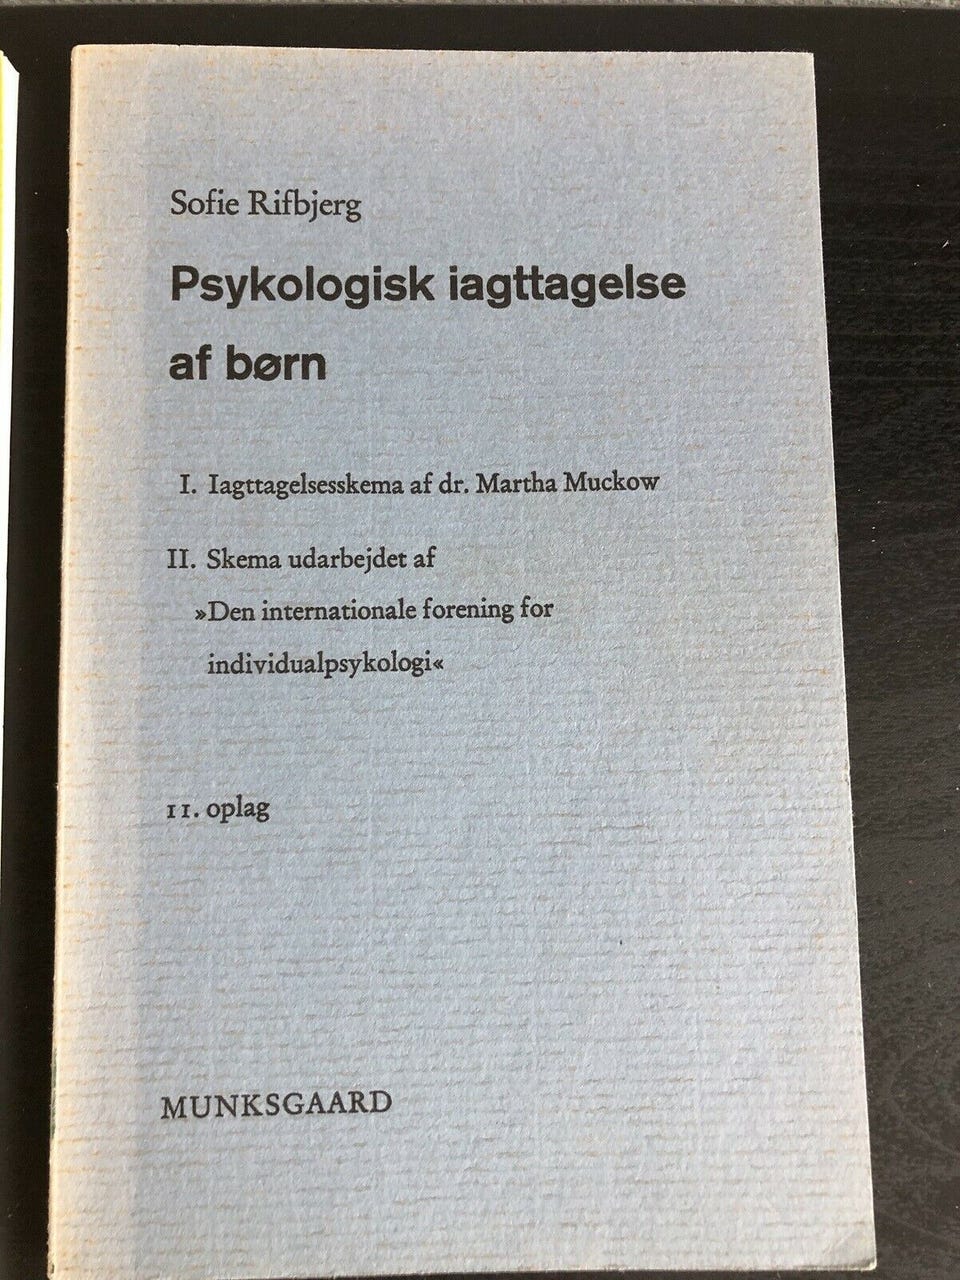 Sofie Rifbjerg
Psykologisk iagttagelse
af børn
I. Iagttagelsesskema af dr. Martha Muckow
II. Skema udarbejdet af
»Den internationale forening for
individualpsykologi«
11. oplag
MUNKSGAARD